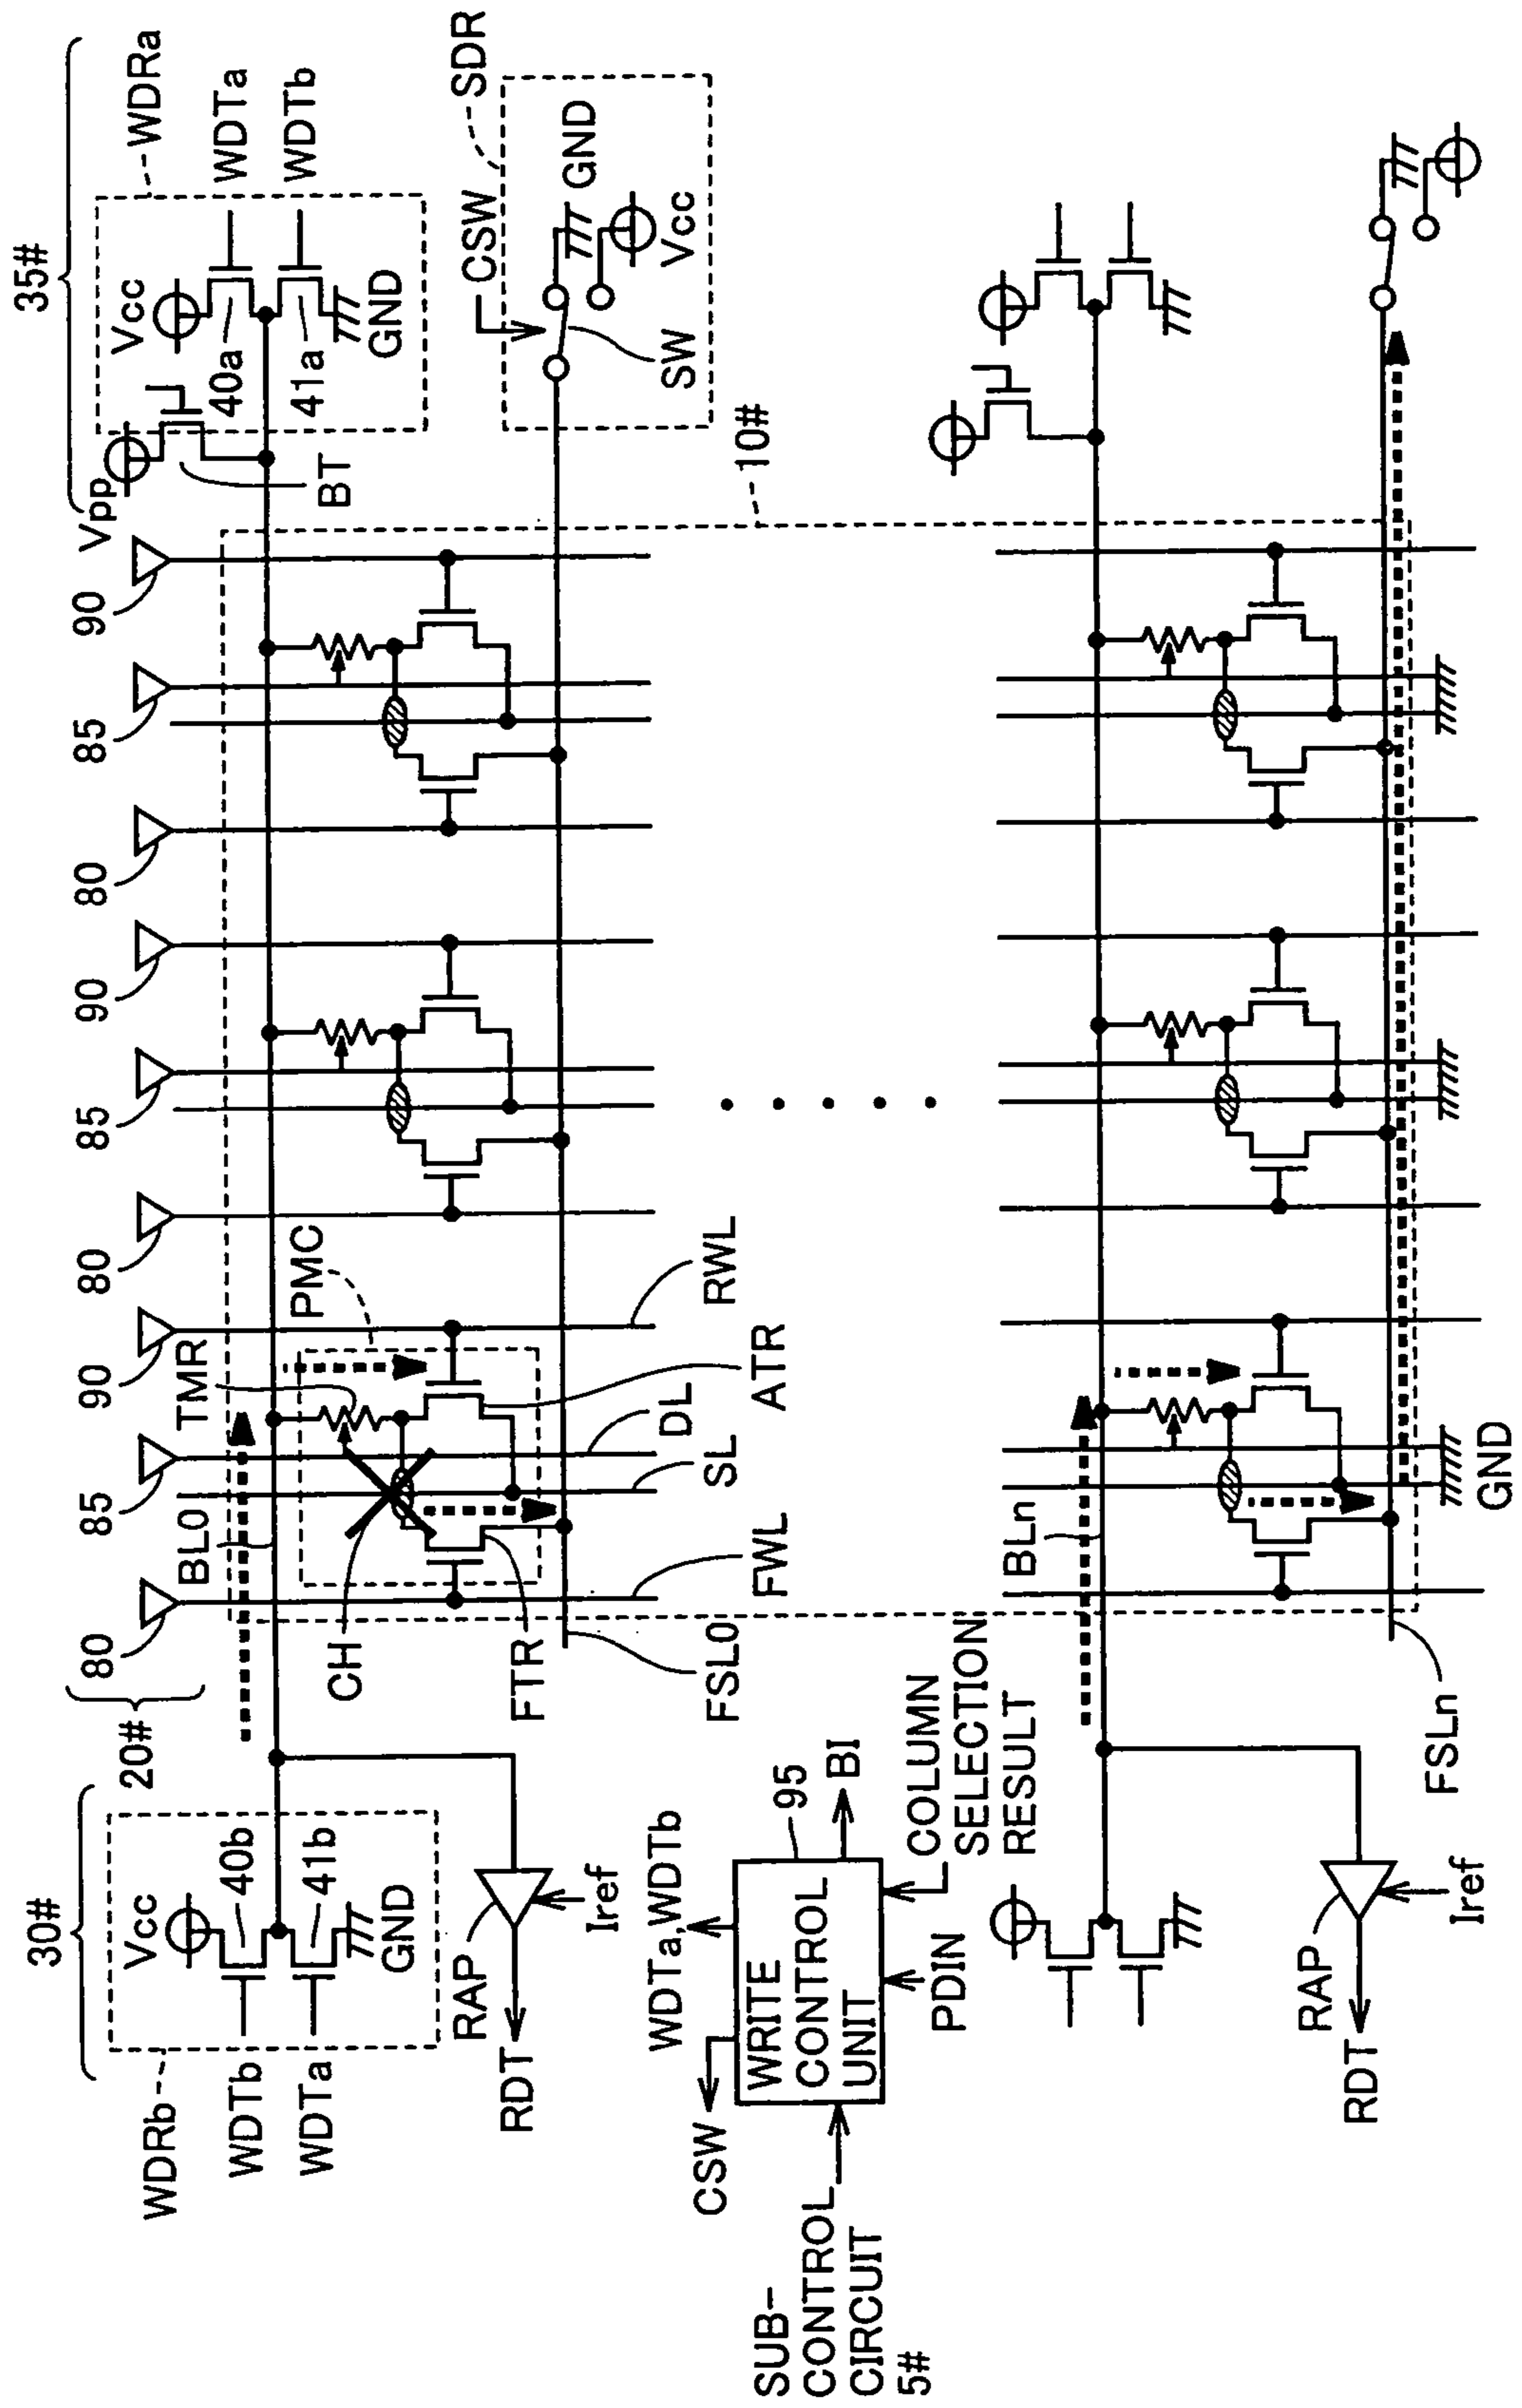 35#
WDRa
WDTa
WDTb
Vcc
40a
41a
GND
BT
Vpp
SDR
CSW
GND
Vcc
SW
10#
90
85
80
90
85
80
90
85
80
20#
TMR
PMC
BL0
CH
FTR
FSL0
FWL
SL
DL
ATR
RWL
BLn
GND
FSLn
30#
WDRb
Vcc
40b
41b
GND
WDTb
WDTa
RAP
Iref
RDT
WDTa,WDTb
95
BI
CSW
WRITE
CONTROL
UNIT
PDIN
COLUMN
SELECTION
RESULT
SUB-
CONTROL
CIRCUIT
5#
RAP
Iref
RDT